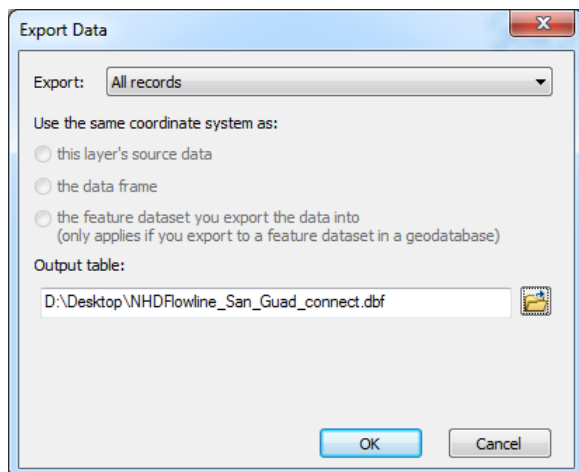 Export Data
Export: All records
Use the same coordinate system as:
this layer's source data
the data frame
the feature dataset you export the data into
(only applies if you export to a feature dataset in a geodatabase)
Output table:
D:\Desktop\NHDFlowline_San_Guad_connect.dbf
OK Cancel